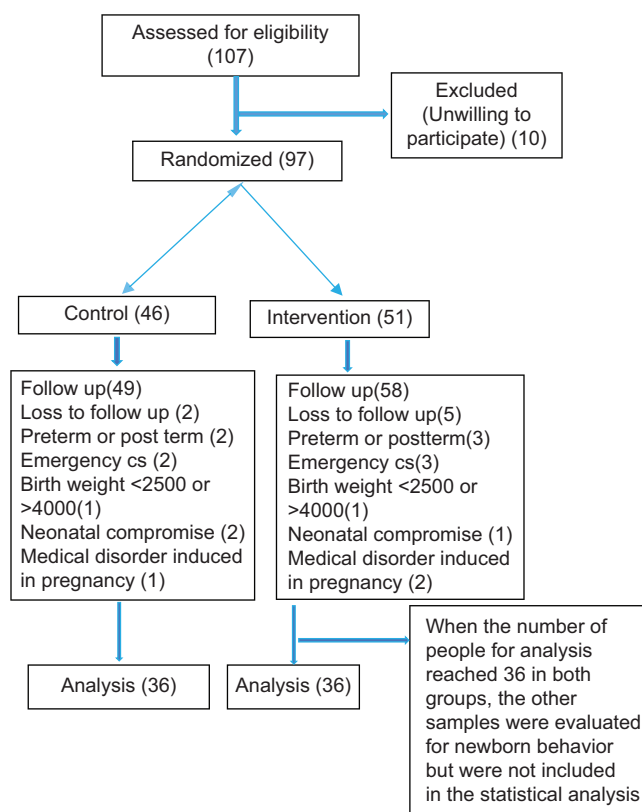 Assessed for eligibility
(107)
Excluded
(Unwilling to
participate) (10)
Randomized (97)
Control (46)
Intervention (51)
Follow up(49)
Loss to follow up (2)
Preterm or post term (2)
Emergency cs (2)
Birth weight <2500 or
>4000(1)
Neonatal compromise (2)
Medical disorder induced
in pregnancy (1)
Follow up(58)
Loss to follow up(5)
Preterm or postterm(3)
Emergency cs(3)
Birth weight <2500 or
>4000(1)
Neonatal compromise (1)
Medical disorder induced
in pregnancy (2)
Analysis (36)
Analysis (36)
When the number of
people for analysis
reached 36 in both
groups, the other
samples were evaluated
for newborn behavior
but were not included
in the statistical analysis